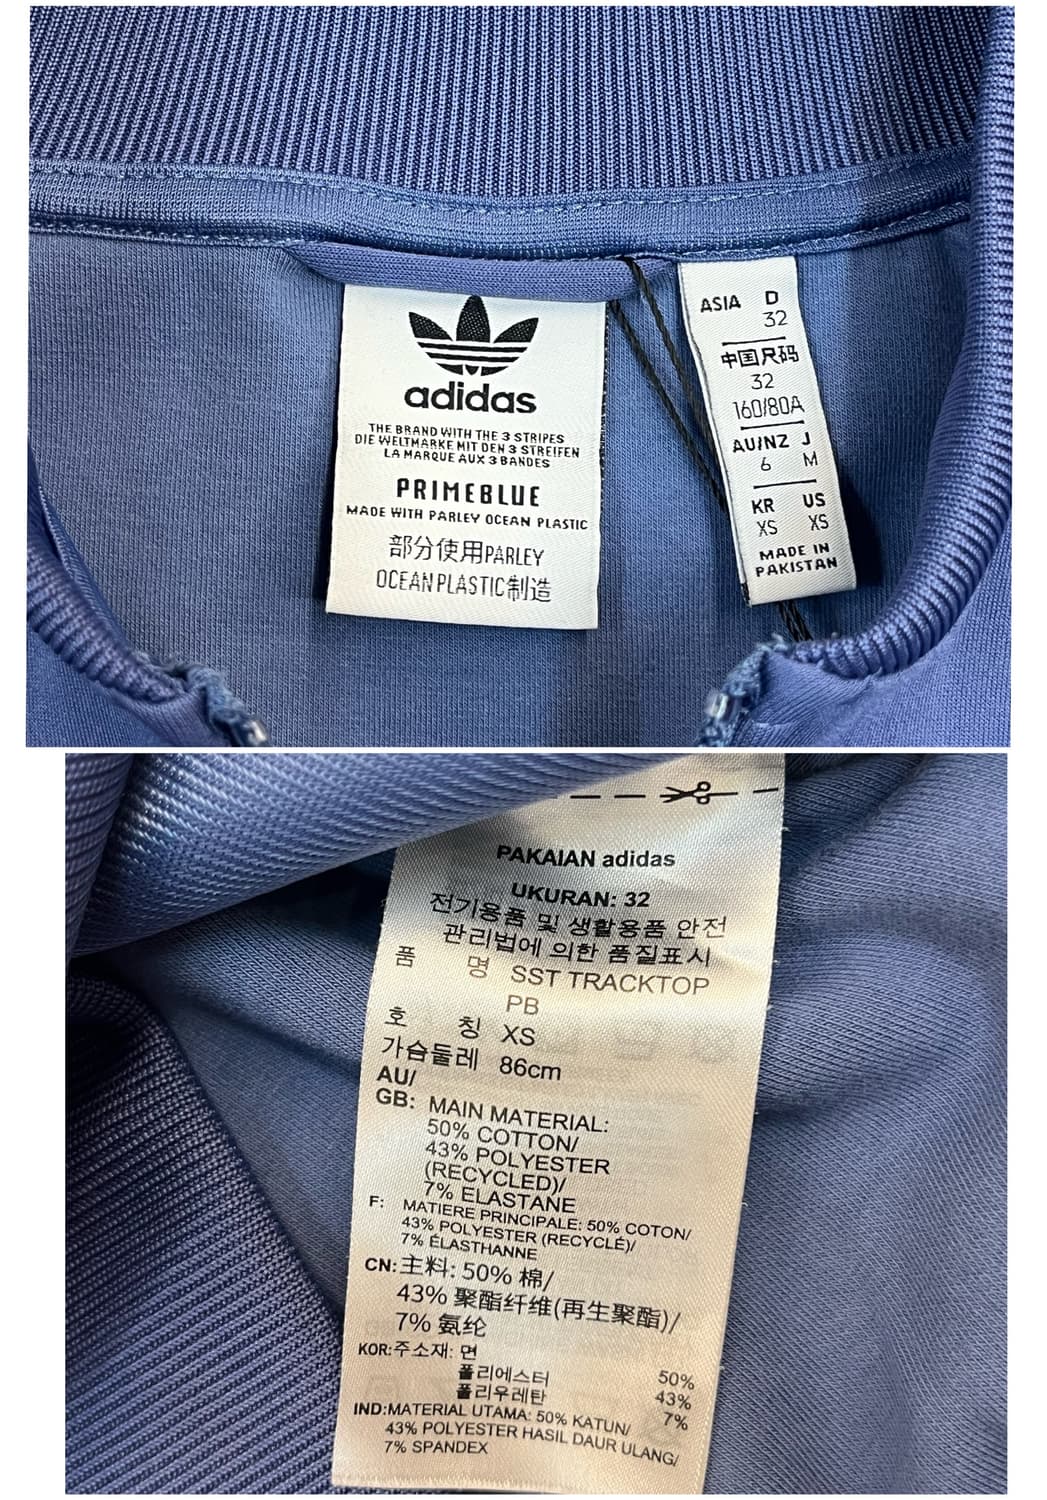 adidas
THE BRAND WITH THE 3 STRIPES
DIE WELTMARKE MIT DEN 3 STREIFEN
LA MARQUE AUX 3 BANDES
PRIMEBLUE
MADE WITH PARLEY OCEAN PLASTIC
部分使用PARLEY
OCEAN PLASTIC制造
ASIA D
32
中国尺码
32
160/80A
AU/NZ J
6 M
KR US
XS XS
MADE IN
PAKISTAN
PAKAIAN adidas
UKURAN: 32
전기용품 및 생활용품 안전
관리법에 의한 품질표시
품 명 SST TRACKTOP
PB
호 칭 XS
가슴둘레 86cm
AU/
GB: MAIN MATERIAL:
50% COTTON/
43% POLYESTER
(RECYCLED)/
7% ELASTANE
F: MATIERE PRINCIPALE: 50% COTON/
43% POLYESTER (RECYCLÉ)/
7% ÉLASTHANNE
CN:主料: 50% 棉/
43% 聚酯纤维(再生聚酯)/
7% 氨纶
KOR:주소재: 면 50%
폴리에스터 43%
폴리우레탄 7%
IND:MATERIAL UTAMA: 50% KATUN/
43% POLYESTER HASIL DAUR ULANG/
7% SPANDEX